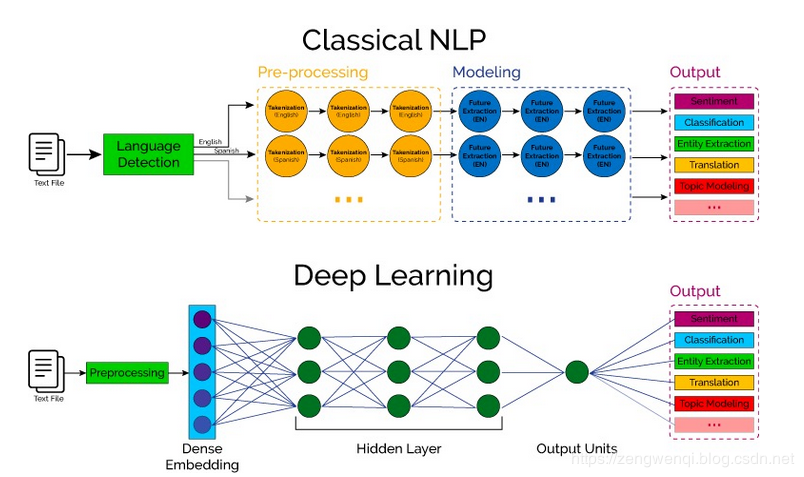 Classical NLP
Pre-processing
Modeling
Output
Text File
Language
Detection
English
Spanish
Takenization
(English)
Takenization
(English)
Takenization
(English)
Takenization
(Spanish)
Takenization
(Spanish)
Takenization
(Spanish)
...
Future
Extraction
(EN)
Future
Extraction
(EN)
Future
Extraction
(EN)
Future
Extraction
(EN)
Future
Extraction
(EN)
Future
Extraction
(EN)
...
Sentiment
Classification
Entity Extraction
Translation
Topic Modeling
...
Deep Learning
Output
Text File
Preprocessing
Dense
Embedding
Hidden Layer
Output Units
Sentiment
Classification
Entity Extraction
Translation
Topic Modeling
...
https://zengwenqi.blog.csdn.net